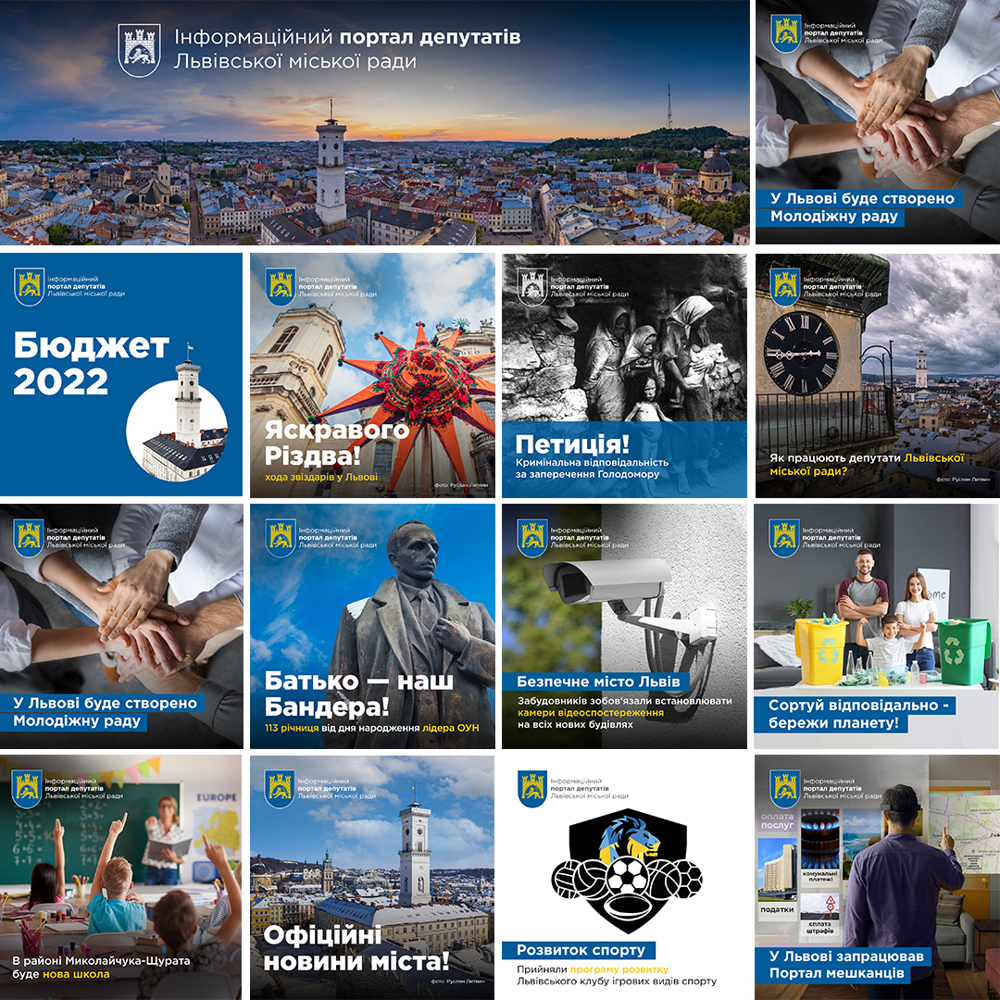 Інформаційний портал депутатів
Львівської міської ради
Інформаційний
портал депутатів
Львівської міської ради
У Львові буде створено
Молодіжну раду
Інформаційний
портал депутатів
Львівської міської ради
Бюджет
2022
Інформаційний
портал депутатів
Львівської міської ради
Яскравого
Різдва!
хода звіздарів у Львові
фото: Руслан Литвин
Інформаційний
портал депутатів
Львівської міської ради
Петиція!
Кримінальна відповідальність
за заперечення Голодомору
Інформаційний
портал депутатів
Львівської міської ради
Як працюють депутати Львівської
міської ради?
фото: Руслан Литвин
Інформаційний
портал депутатів
Львівської міської ради
У Львові буде створено
Молодіжну раду
Інформаційний
портал депутатів
Львівської міської ради
Батько — наш
Бандера!
113 річниця від дня народження лідера ОУН
Інформаційний
портал депутатів
Львівської міської ради
Безпечне місто Львів
Забудовників зобов'язали встановлювати
камери відеоспостереження
на всіх нових будівлях
Інформаційний
портал депутатів
Львівської міської ради
ome
Сортуй відповідально -
бережи планету!
Інформаційний
портал депутатів
Львівської міської ради
EUROPE
В районі Миколайчука-Щурата
буде нова школа
Інформаційний
портал депутатів
Львівської міської ради
Офіційні
новини міста!
фото: Руслан Литвин
Інформаційний
портал депутатів
Львівської міської ради
Розвиток спорту
Прийняли програму розвитку
Львівського клубу ігрових видів спорту
Інформаційний
портал депутатів
Львівської міської ради
оплата
послуг
комунальні
платежі
податки
сплата
штрафів
У Львові запрацював
Портал мешканців